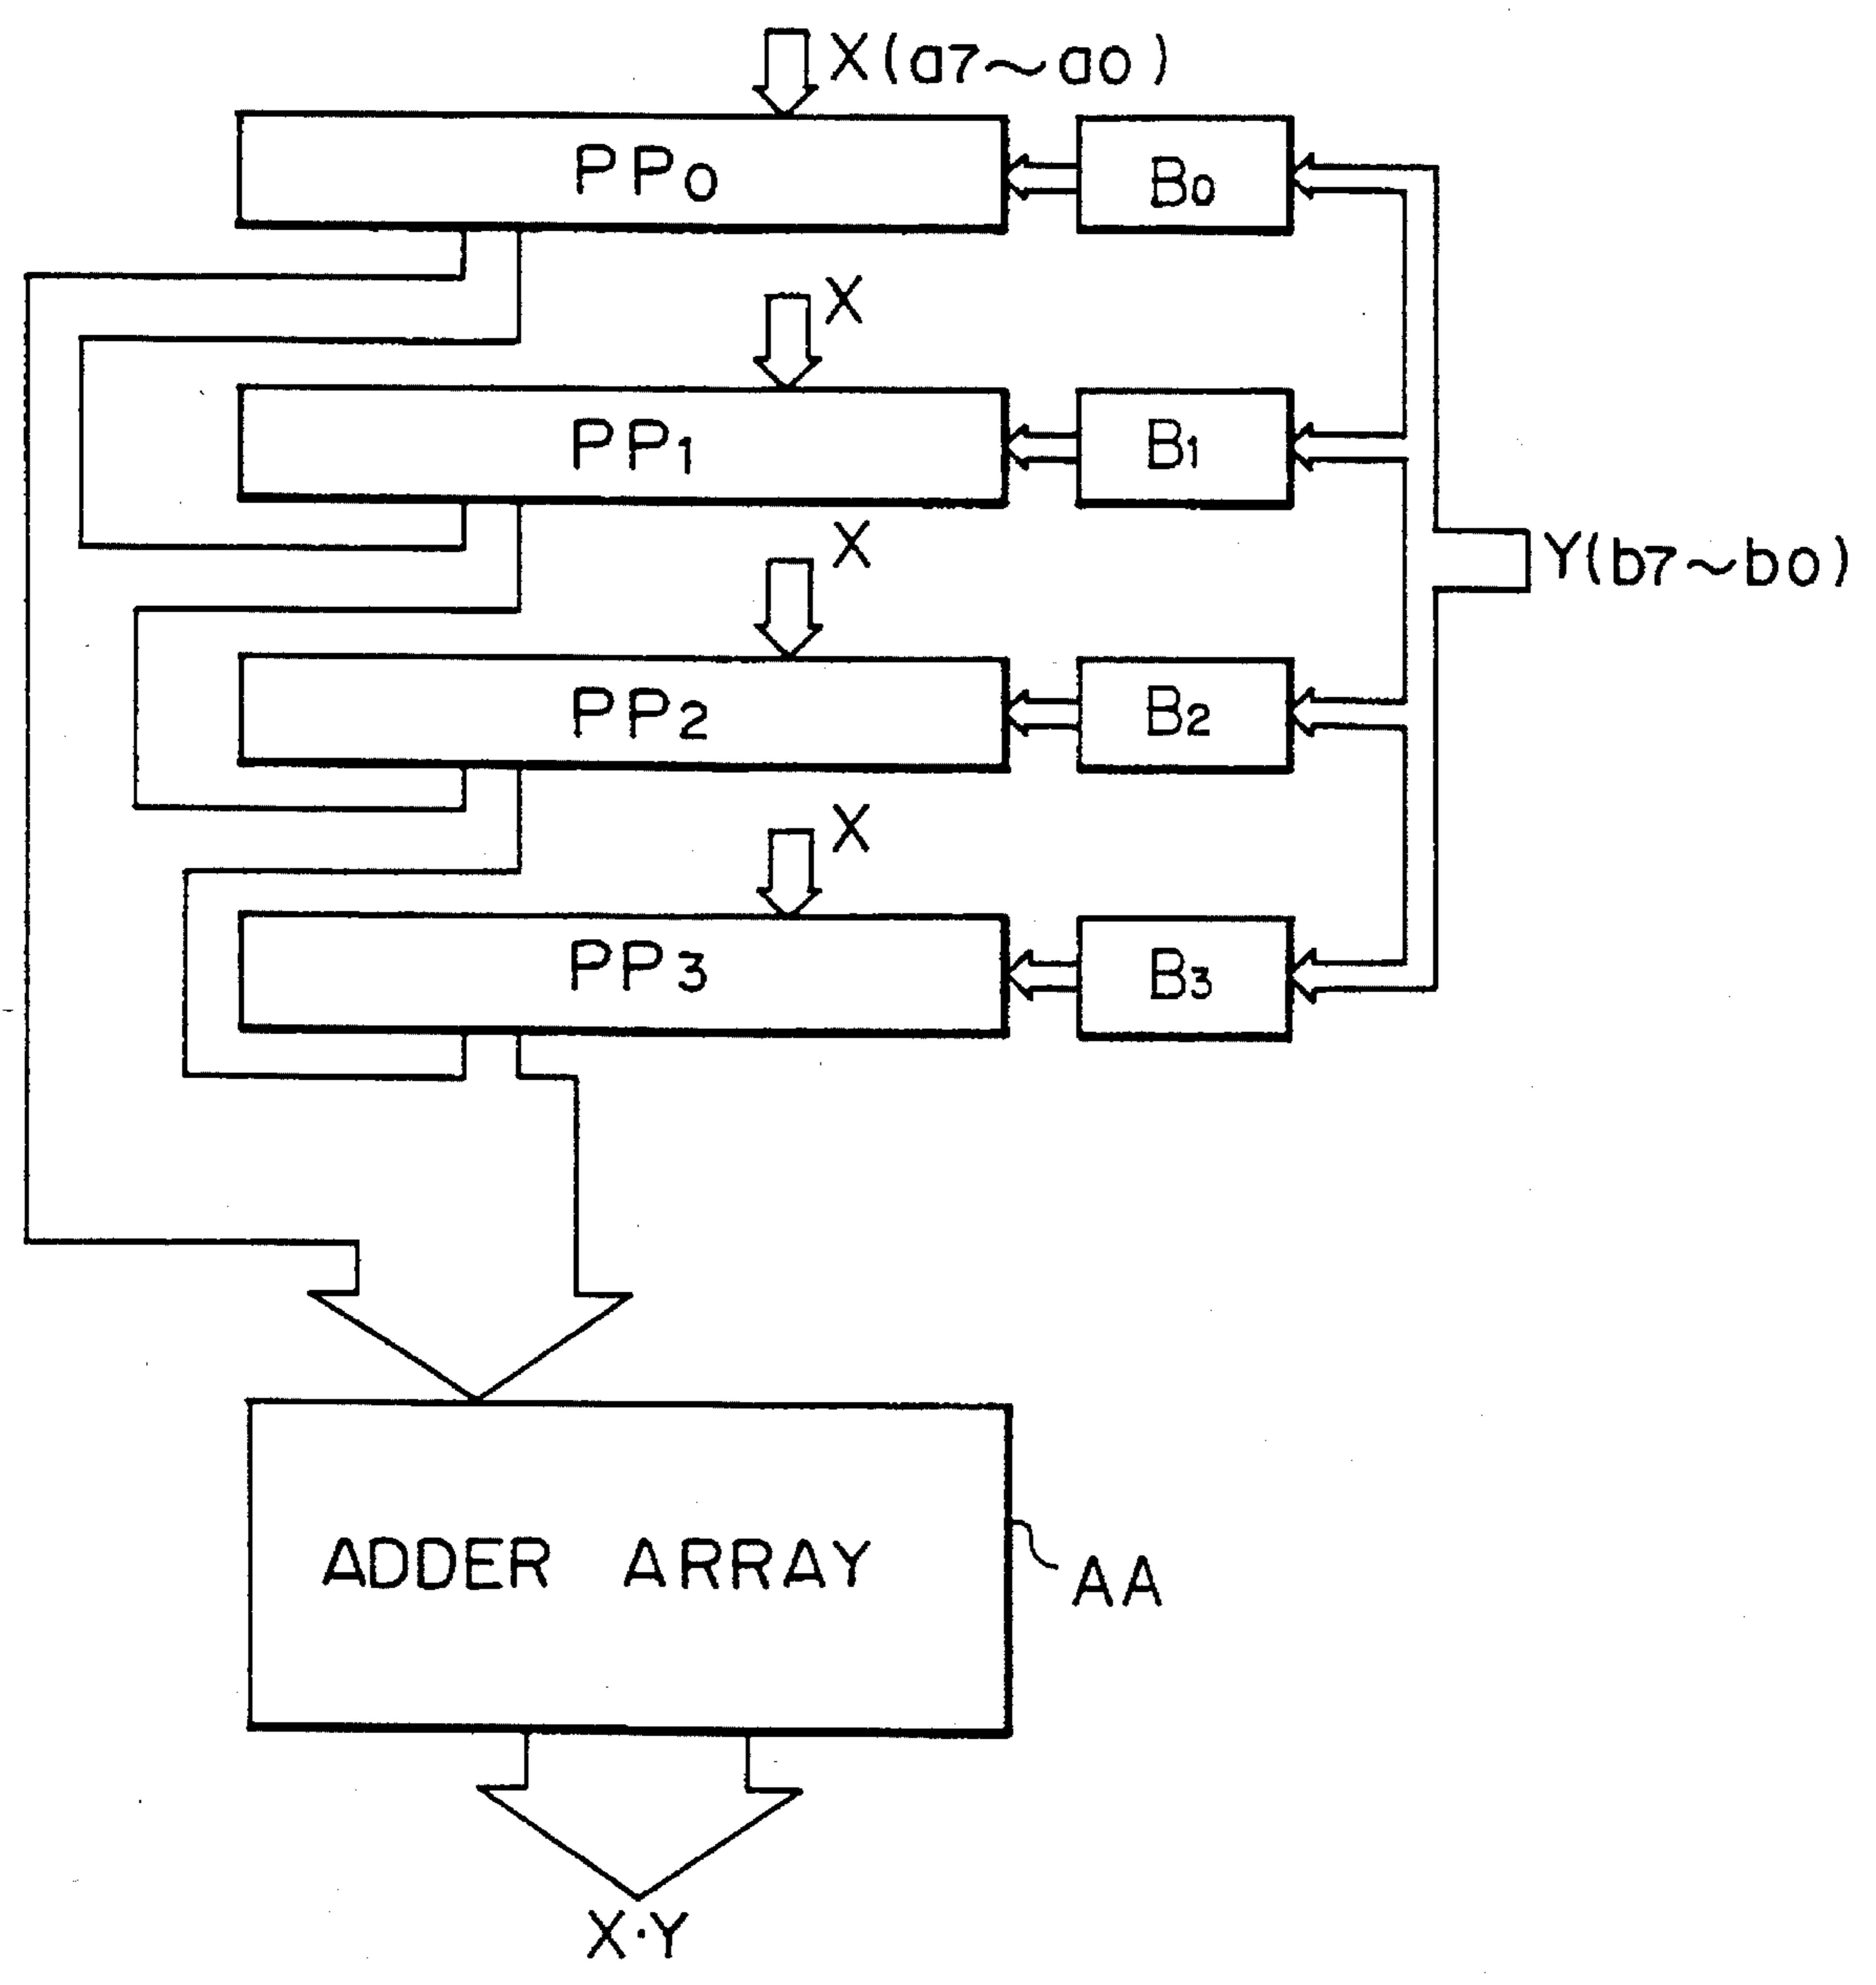 X(a7~a0)
PP0
B0
X
PP1
B1
X
Y(b7~b0)
PP2
B2
X
PP3
B3
ADDER ARRAY
AA
X·Y